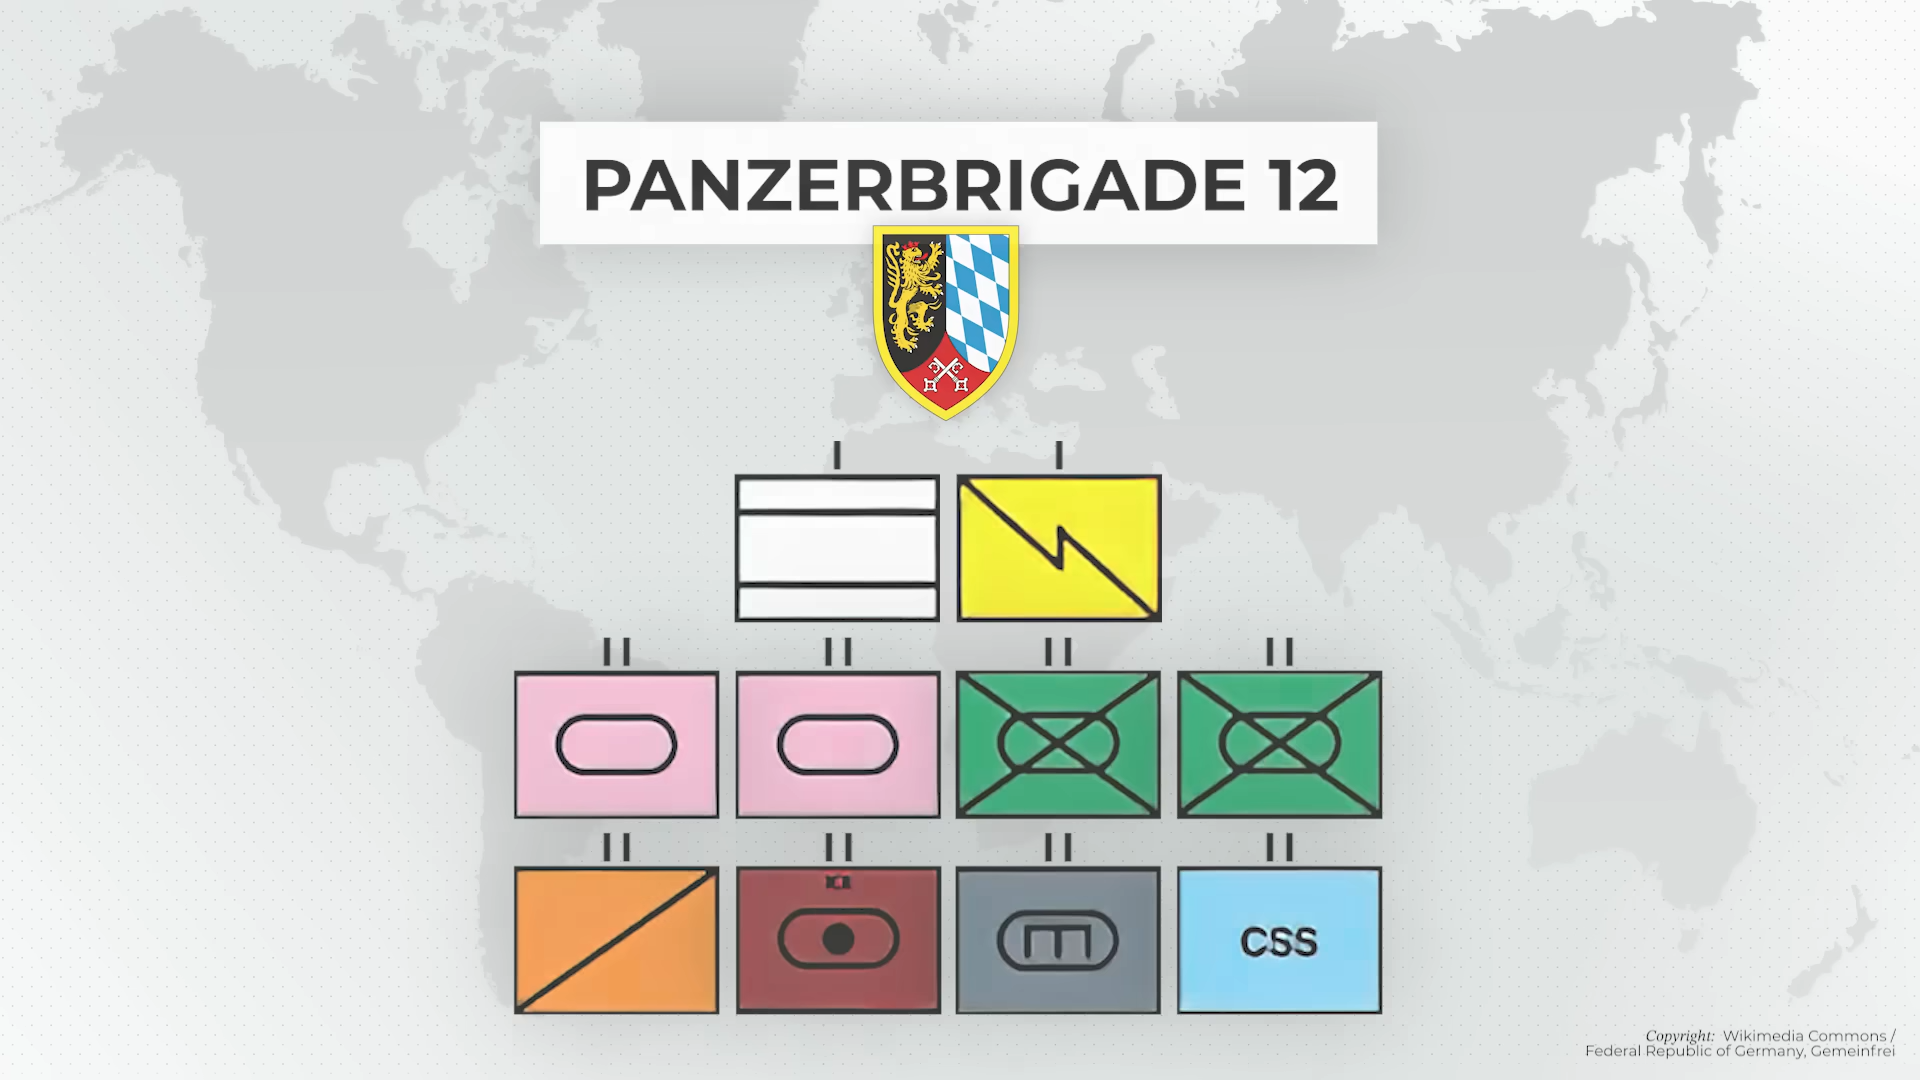 PANZERBRIGADE 12
CSS
Copyright: Wikimedia Commons /
Federal Republic of Germany, Gemeinfrei